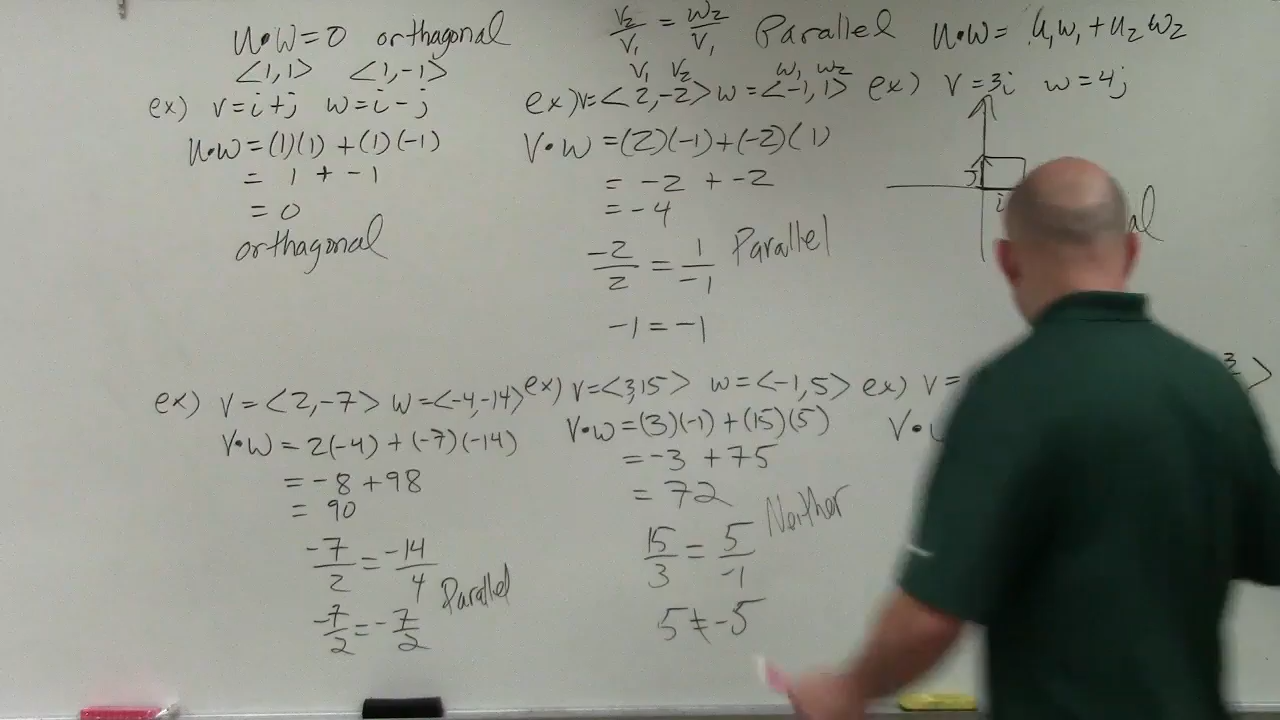 u•w=0 orthagonal
<1,1> <1,-1>
ex) v=i+j w=i-j
u•w=(1)(1)+(1)(-1)
= 1 + -1
= 0
orthagonal
v2/v1 = w2/v1 Parallel
v1 v2 w1 w2
ex) v=<2,-2> w=<-1,1>
v•w=(2)(-1)+(-2)(1)
= -2 + -2
= -4
-2/2 = 1/-1 Parallel
-1=-1
u•w= u1w1+u2w2
ex) v=3i w=4j
j
i
al
ex) v=<2,-7> w=<-4,-14>
v•w=2(-4)+(-7)(-14)
= -8+98
= 90
-7/2 = -14/4 Parallel
-7/2 = -7/2
ex) v=<3,15> w=<-1,5>
v•w=(3)(-1)+(15)(5)
= -3 +75
= 72
Neither
15/3 = 5/-1
5≠-5
ex) v=
3/2>
v•